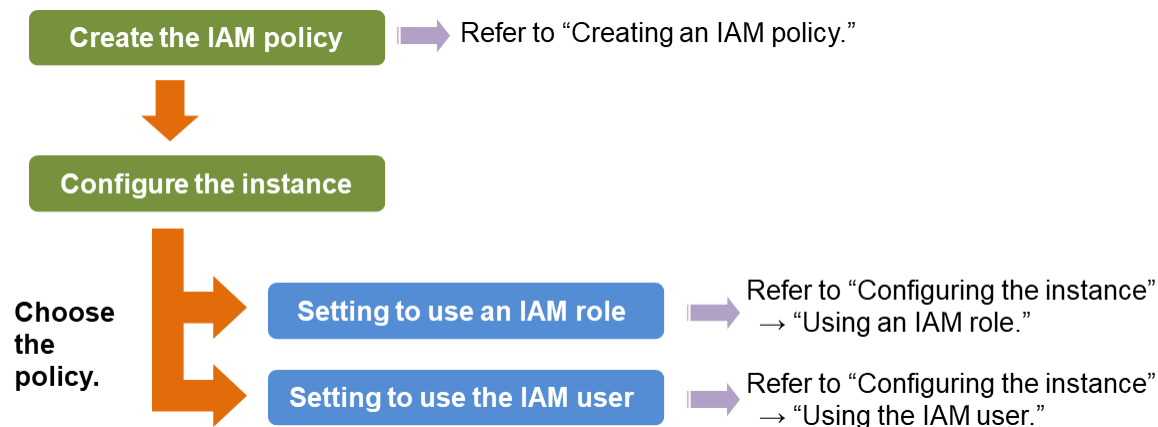 Create the IAM policy
Refer to “Creating an IAM policy.”
Configure the instance
Choose
the
policy.
Setting to use an IAM role
Refer to “Configuring the instance”
→ “Using an IAM role.”
Setting to use the IAM user
Refer to “Configuring the instance”
→ “Using the IAM user.”